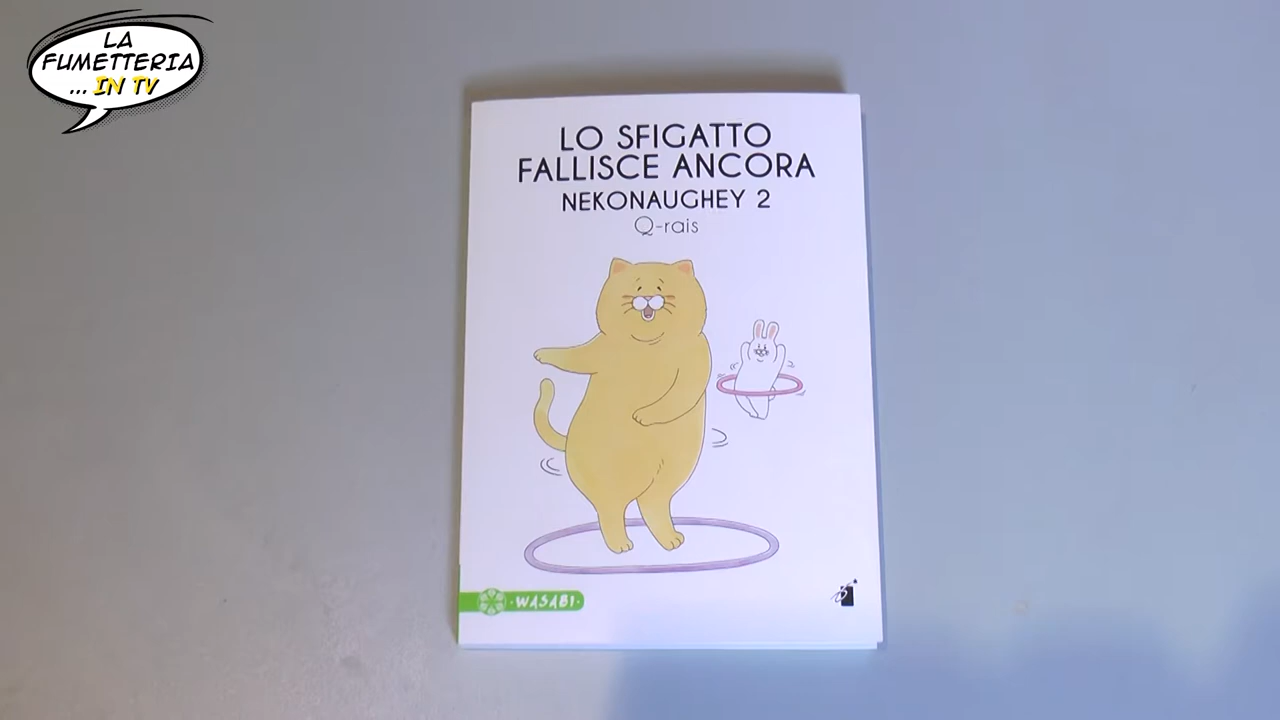 LA
FUMETTERIA
... IN TV
LO SFIGATTO
FALLISCE ANCORA
NEKONAUGHEY 2
Q-rais
·WASABI·